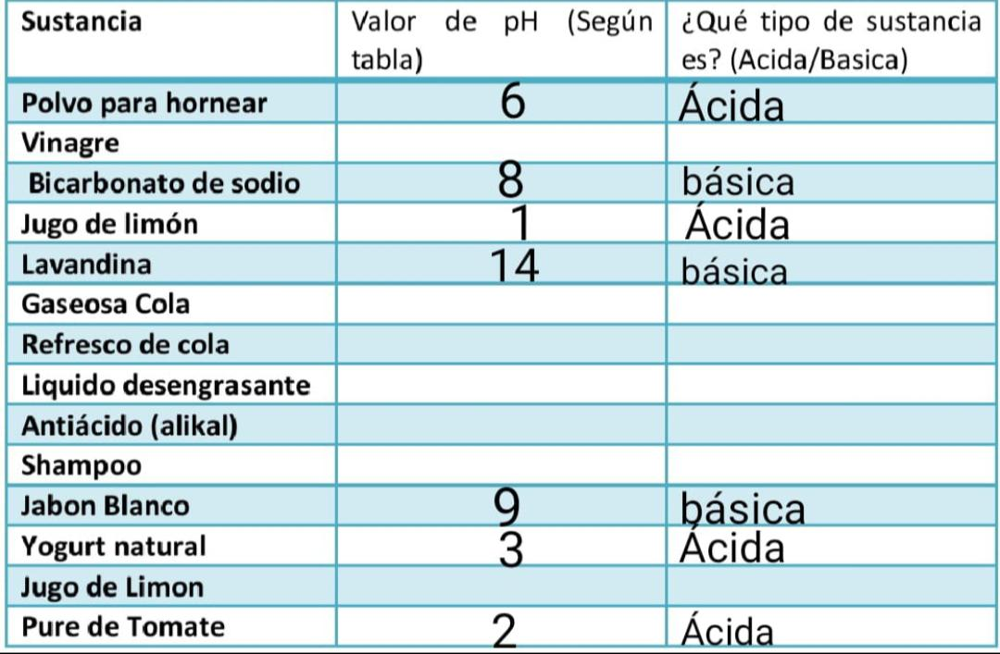 Sustancia Valor de pH (Según tabla) ¿Qué tipo de sustancia es? (Acida/Basica)
Polvo para hornear 6 Ácida
Vinagre
Bicarbonato de sodio 8 básica
Jugo de limón 1 Ácida
Lavandina 14 básica
Gaseosa Cola
Refresco de cola
Liquido desengrasante
Antiácido (alikal)
Shampoo
Jabon Blanco 9 básica
Yogurt natural 3 Ácida
Jugo de Limon
Pure de Tomate 2 Ácida